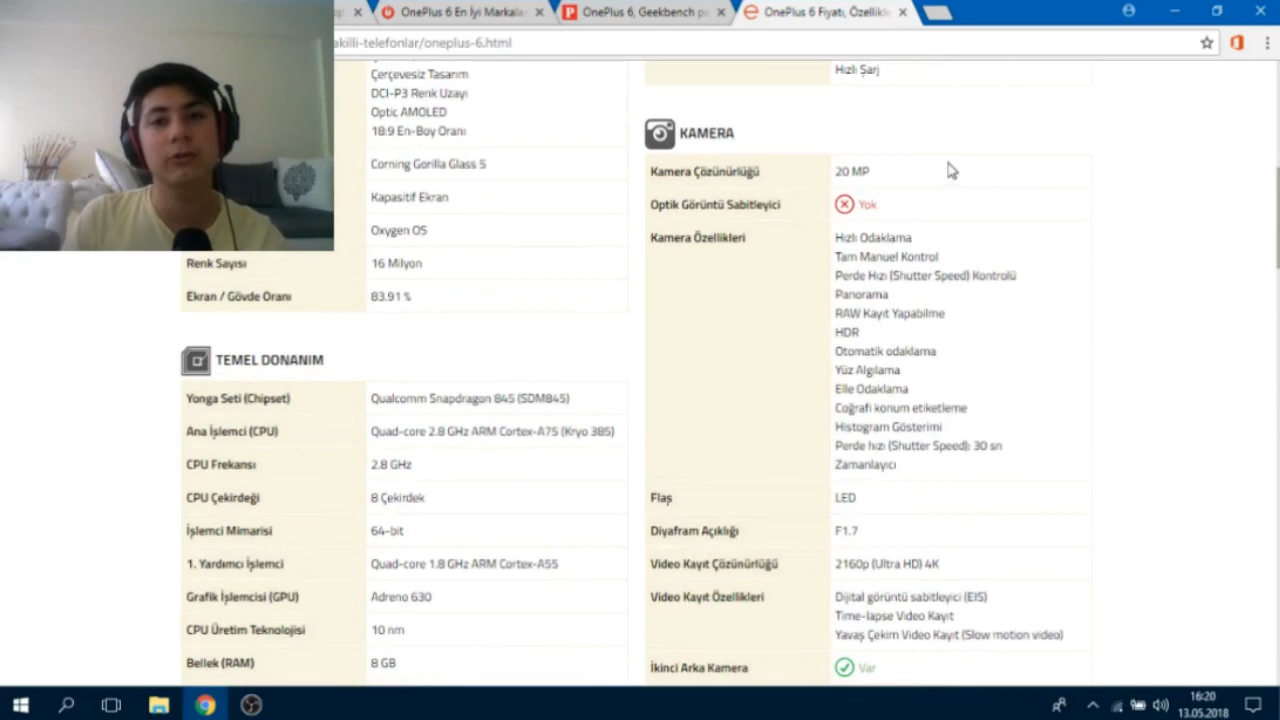 OnePlus 6 En İyi Markala
OnePlus 6, Geekbench p
OnePlus 6 Fiyatı, Özellikle
akilli-telefonlar/oneplus-6.html
Çerçevesiz Tasarım
DCI-P3 Renk Uzayı
Optic AMOLED
18:9 En-Boy Oranı
Corning Gorilla Glass 5
Kapasitif Ekran
Oxygen OS
Renk Sayısı 16 Milyon
Ekran / Gövde Oranı 83.91 %
TEMEL DONANIM
Yonga Seti (Chipset) Qualcomm Snapdragon 845 (SDM845)
Ana İşlemci (CPU) Quad-core 2.8 GHz ARM Cortex-A75 (Kryo 385)
CPU Frekansı 2.8 GHz
CPU Çekirdeği 8 Çekirdek
İşlemci Mimarisi 64-bit
1. Yardımcı İşlemci Quad-core 1.8 GHz ARM Cortex-A55
Grafik İşlemcisi (GPU) Adreno 630
CPU Üretim Teknolojisi 10 nm
Bellek (RAM) 8 GB
Hızlı Şarj
KAMERA
Kamera Çözünürlüğü 20 MP
Optik Görüntü Sabitleyici Yok
Kamera Özellikleri Hızlı Odaklama
Tam Manuel Kontrol
Perde Hızı (Shutter Speed) Kontrolü
Panorama
RAW Kayıt Yapabilme
HDR
Otomatik odaklama
Yüz Algılama
Elle Odaklama
Coğrafi konum etiketleme
Histogram Gösterimi
Perde hızı (Shutter Speed): 30 sn
Zamanlayıcı
Flaş LED
Diyafram Açıklığı F1.7
Video Kayıt Çözünürlüğü 2160p (Ultra HD) 4K
Video Kayıt Özellikleri Dijital görüntü sabitleyici (EIS)
Time-lapse Video Kayıt
Yavaş Çekim Video Kayıt (Slow motion video)
İkinci Arka Kamera Var
16:20
13.05.2018